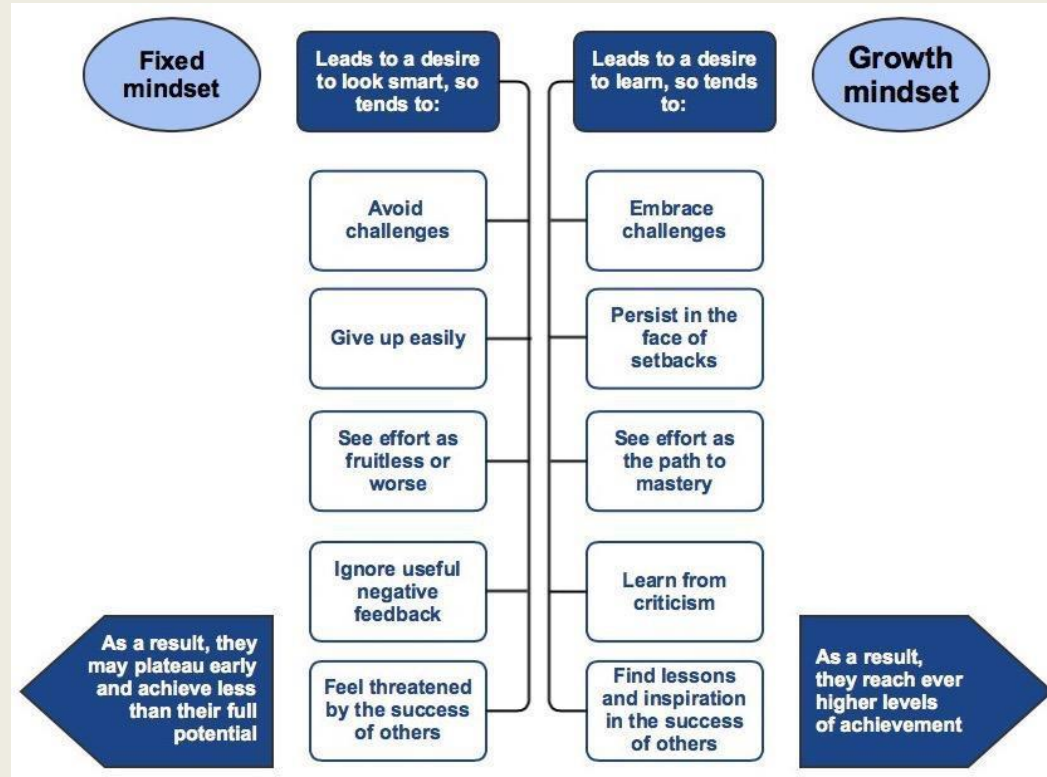 Fixed
mindset
Leads to a desire
to look smart, so
tends to:
Avoid
challenges
Give up easily
See effort as
fruitless or
worse
Ignore useful
negative
feedback
Feel threatened
by the success
of others
As a result, they
may plateau early
and achieve less
than their full
potential
Leads to a desire
to learn, so tends
to:
Growth
mindset
Embrace
challenges
Persist in the
face of
setbacks
See effort as
the path to
mastery
Learn from
criticism
Find lessons
and inspiration
in the success
of others
As a result,
they reach ever
higher levels
of achievement